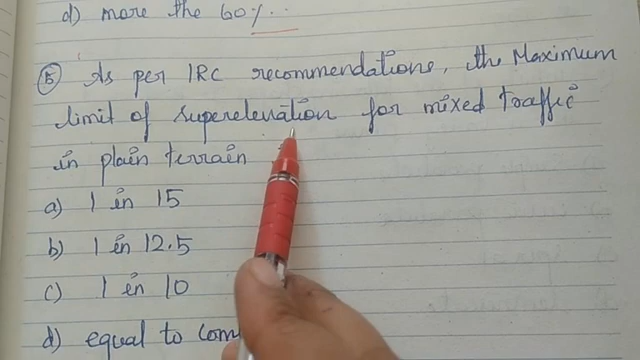 d) more the 60%..
⑤ As per IRC recommendations, the Maximum
limit of superelevation for mixed traffic
in plain terrain
a) 1 in 15
b) 1 in 12.5
c) 1 in 10
d) equal to